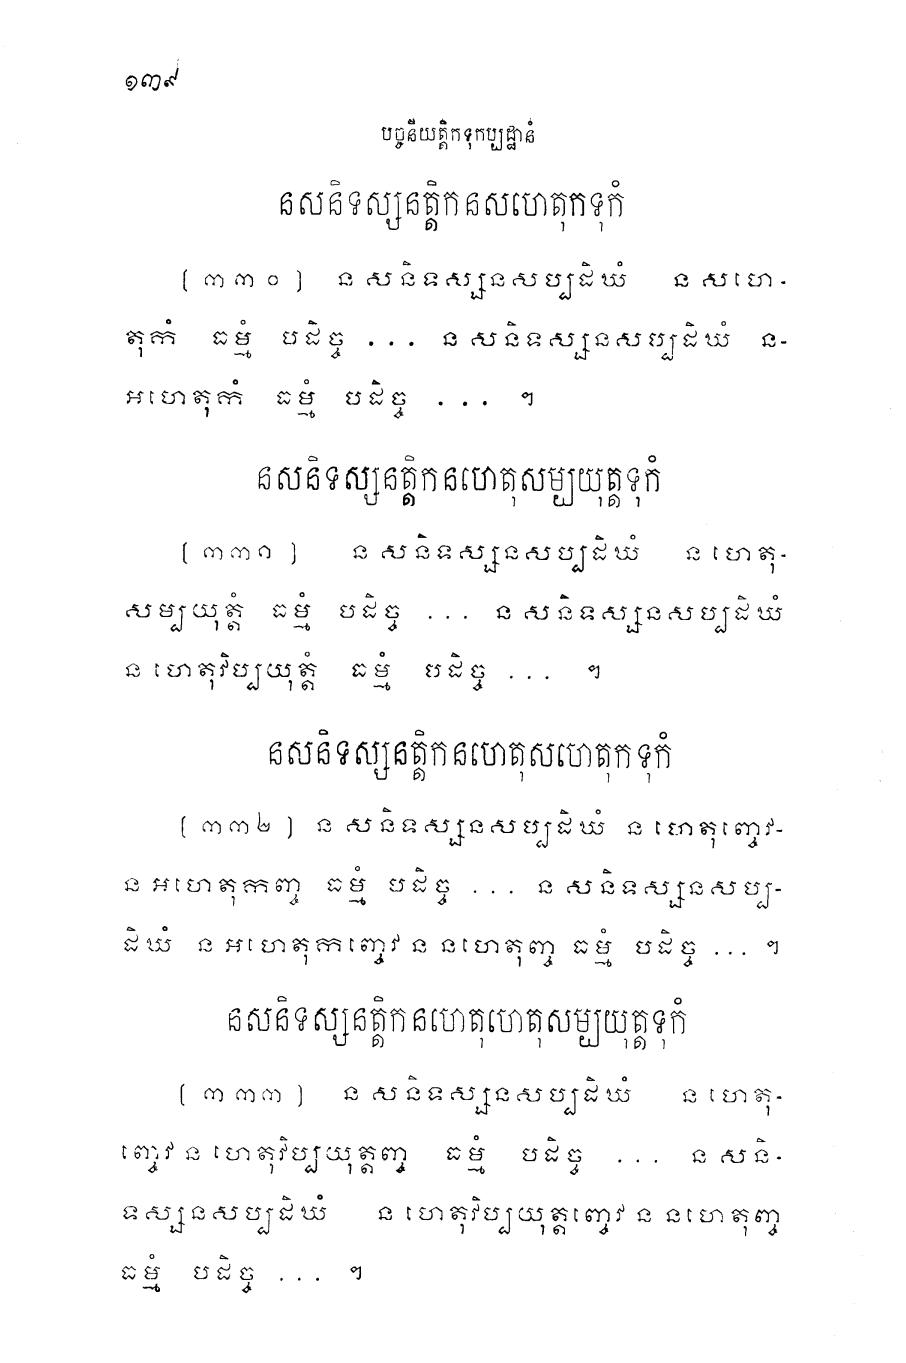 ១៣៩
បច្ចនីយត្តិកទុកប្បដ្ឋានំ
នសនិទស្សនត្តិកនសហេតុកទុកំ
[ ៣៣០ ] ន សនិទស្សនសប្បដិឃំ ន សហេ-
តុកំ ធម្មំ បដិច្ច ... ន សនិទស្សនសប្បដិឃំ ន-
អហេតុកំ ធម្មំ បដិច្ច ... ។
នសនិទស្សនត្តិកនហេតុសម្បយុត្តទុកំ
[ ៣៣១ ] ន សនិទស្សនសប្បដិឃំ ន ហេតុ-
សម្បយុត្តំ ធម្មំ បដិច្ច ... ន សនិទស្សនសប្បដិឃំ
ន ហេតុវិប្បយុត្តំ ធម្មំ បដិច្ច ... ។
នសនិទស្សនត្តិកនហេតុសហេតុកទុកំ
[ ៣៣២ ] ន សនិទស្សនសប្បដិឃំ ន ហេតុញ្ចេវ-
ន អហេតុកញ្ច ធម្មំ បដិច្ច ... ន សនិទស្សនសប្ប-
ដិឃំ ន អហេតុកញ្ចេវ ន នហេតុញ្ច ធម្មំ បដិច្ច ... ។
នសនិទស្សនត្តិកនហេតុហេតុសម្បយុត្តទុកំ
[ ៣៣៣ ] ន សនិទស្សនសប្បដិឃំ ន ហេតុ-
ញ្ចេវ ន ហេតុវិប្បយុត្តញ្ច ធម្មំ បដិច្ច ... ន សនិ-
ទស្សនសប្បដិឃំ ន ហេតុវិប្បយុត្តញ្ចេវ ន នហេតុញ្ច
ធម្មំ បដិច្ច ... ។